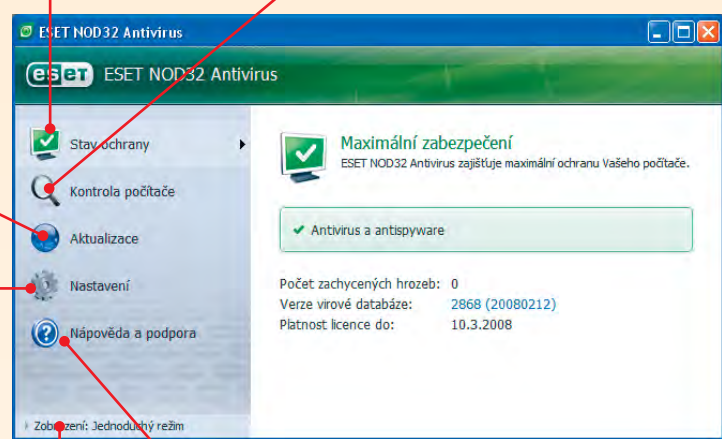 ESET NOD32 Antivirus
eset ESET NOD32 Antivirus
Stav ochrany
Kontrola počítače
Aktualizace
Nastavení
Nápověda a podpora
Zobrazení: Jednoduchý režim
Maximální zabezpečení
ESET NOD32 Antivirus zajišťuje maximální ochranu Vašeho počítače.
Antivirus a antispyware
Počet zachycených hrozeb: 0
Verze virové databáze: 2868 (20080212)
Platnost licence do: 10.3.2008